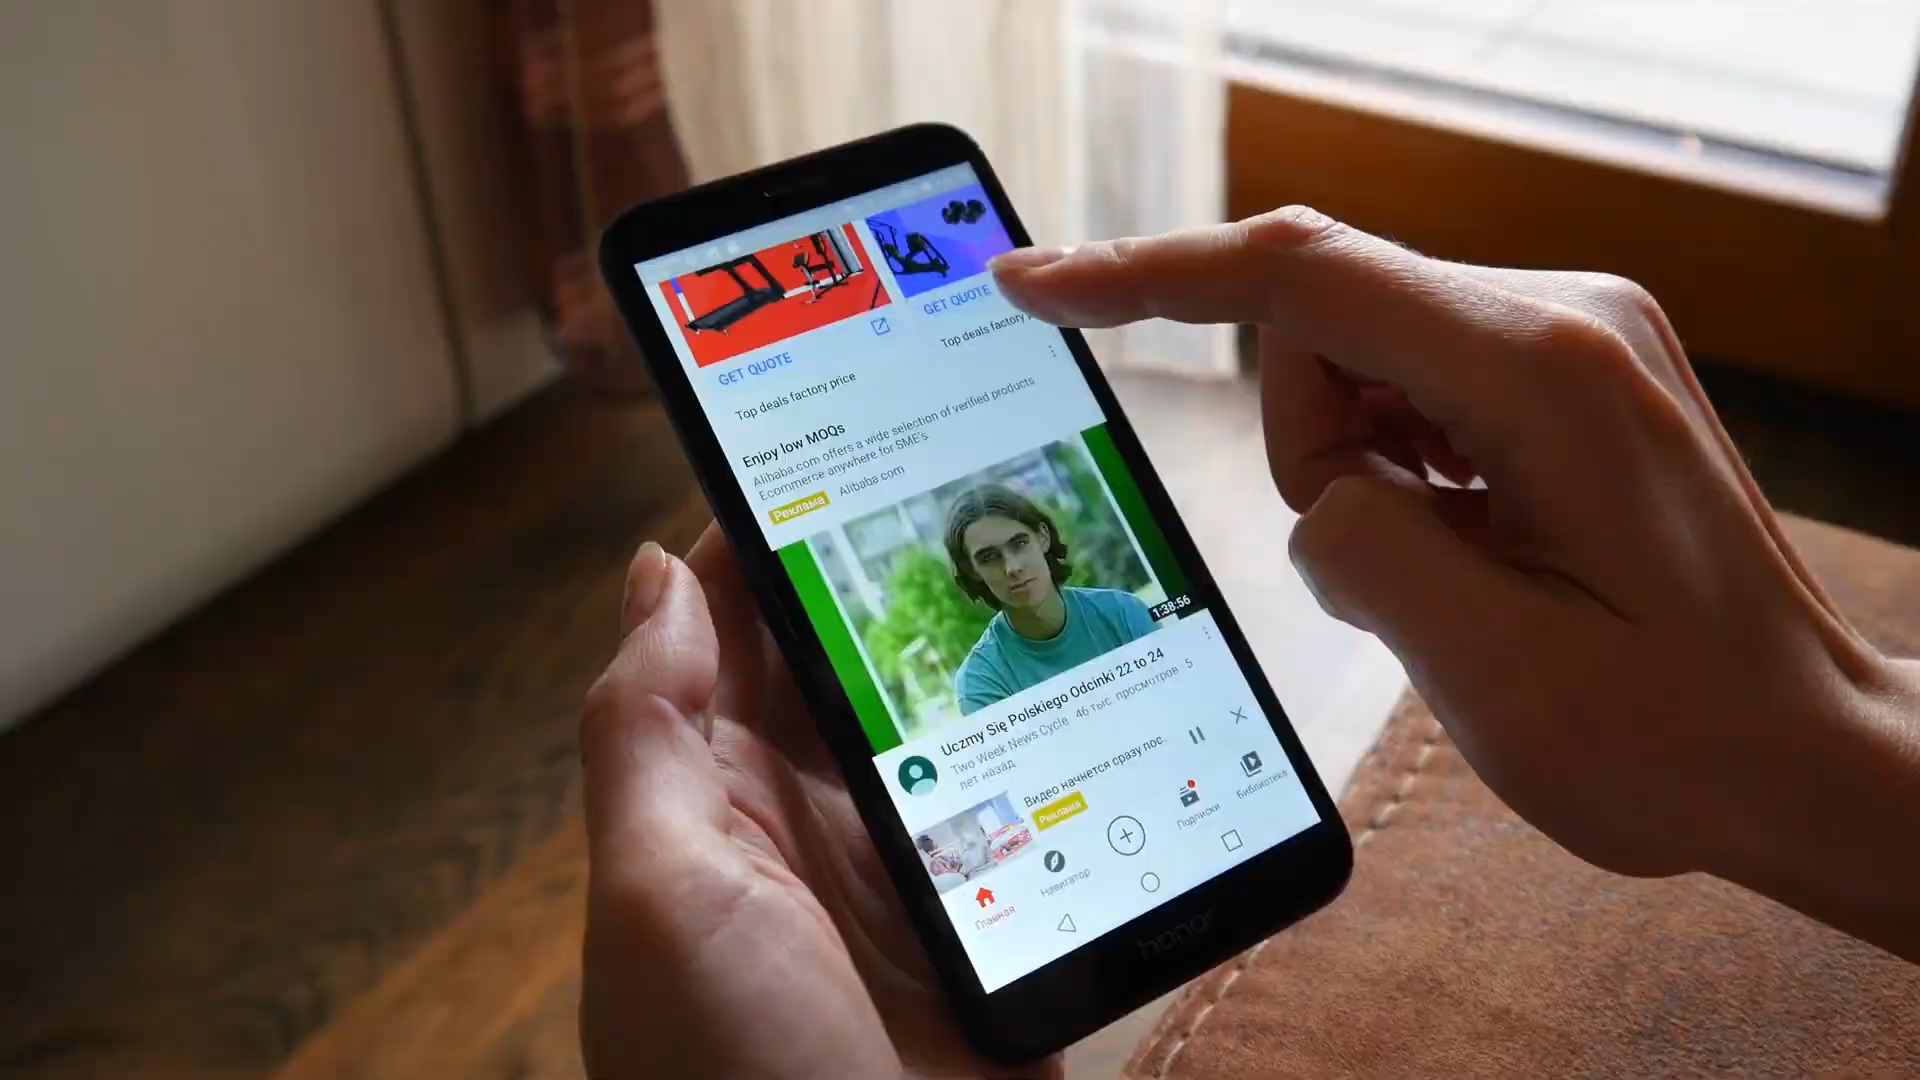 GET QUOTE
GET QUOTE
Top deals factory price
Top deals factory
Enjoy low MOQs
Alibaba.com offers a wide selection of verified products
Ecommerce anywhere for SME's.
Реклама Alibaba.com
1:38:56
Uczmy Się Polskiego Odcinki 22 to 24
Two Week News Cycle 46 тыс. просмотров 5
лет назад
Видео начнется сразу пос...
Реклама
Главная
Навигатор
Подписки
Библиотека
honor